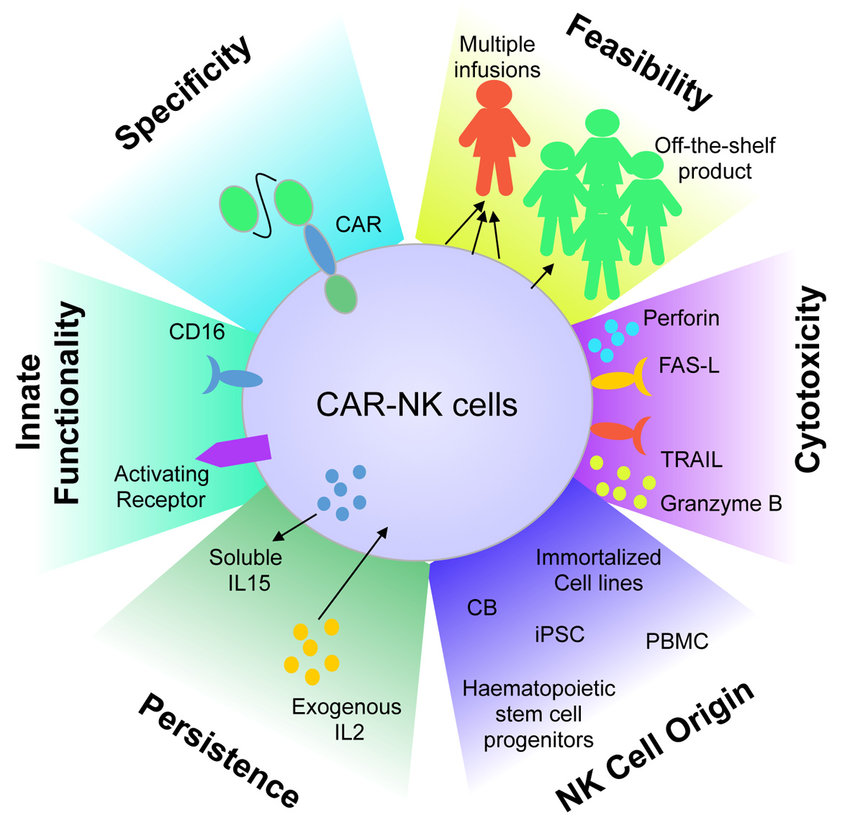 Specificity
CAR
Feasibility
Multiple
infusions
Off-the-shelf
product
Cytotoxicity
Perforin
FAS-L
TRAIL
Granzyme B
NK Cell Origin
Immortalized
Cell lines
CB
iPSC
PBMC
Haematopoietic
stem cell
progenitors
Persistence
Soluble
IL15
Exogenous
IL2
Innate
Functionality
CD16
Activating
Receptor
CAR-NK cells